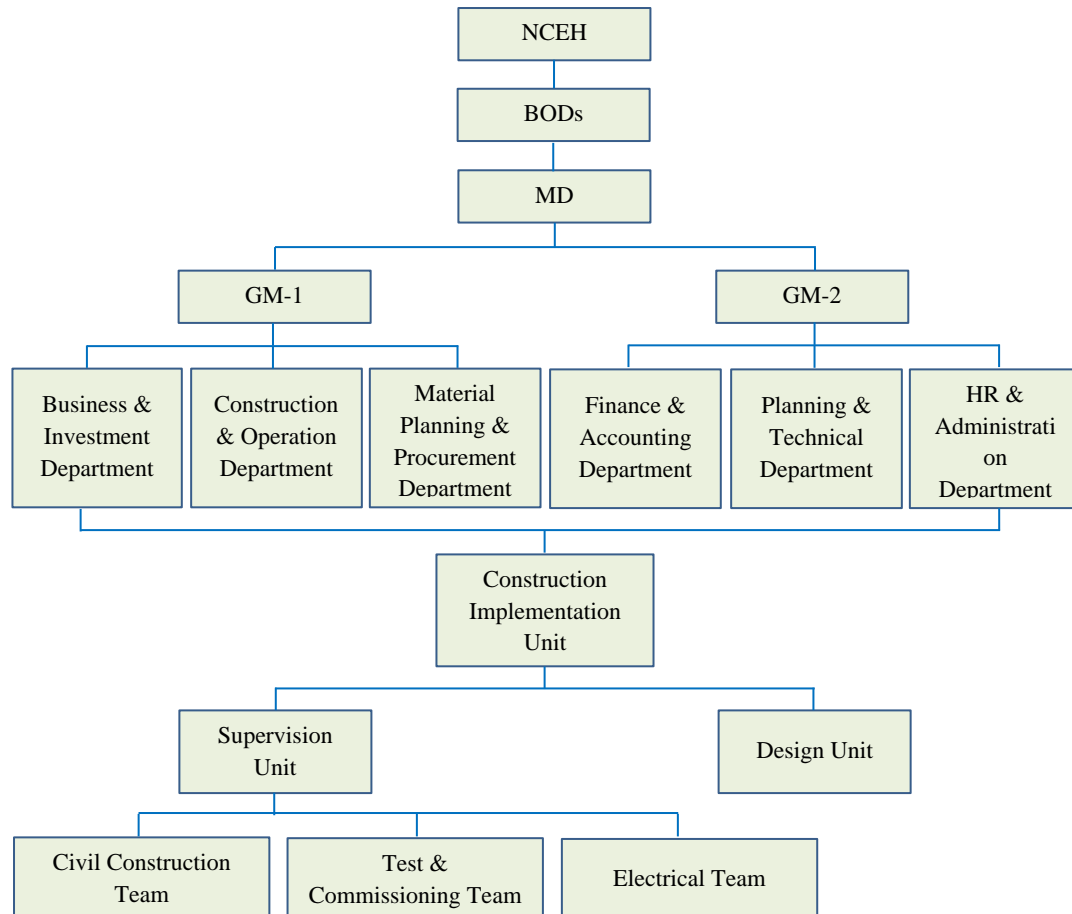 NCEH
BODs
MD
GM-1
GM-2
Business &
Investment
Department
Construction
& Operation
Department
Material
Planning &
Procurement
Department
Finance &
Accounting
Department
Planning &
Technical
Department
HR &
Administrati
on
Department
Construction
Implementation
Unit
Supervision
Unit
Design Unit
Civil Construction
Team
Test &
Commissioning Team
Electrical Team